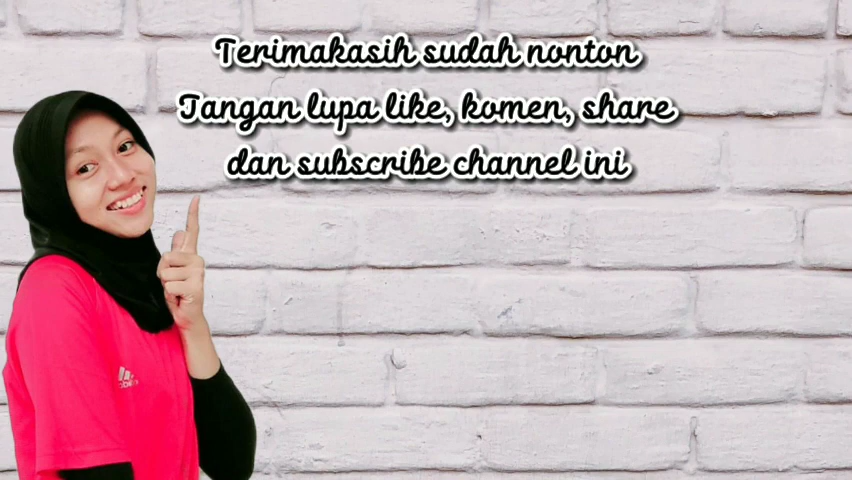 Terimakasih sudah nonton
Jangan lupa like, komen, share
dan subscribe channel ini